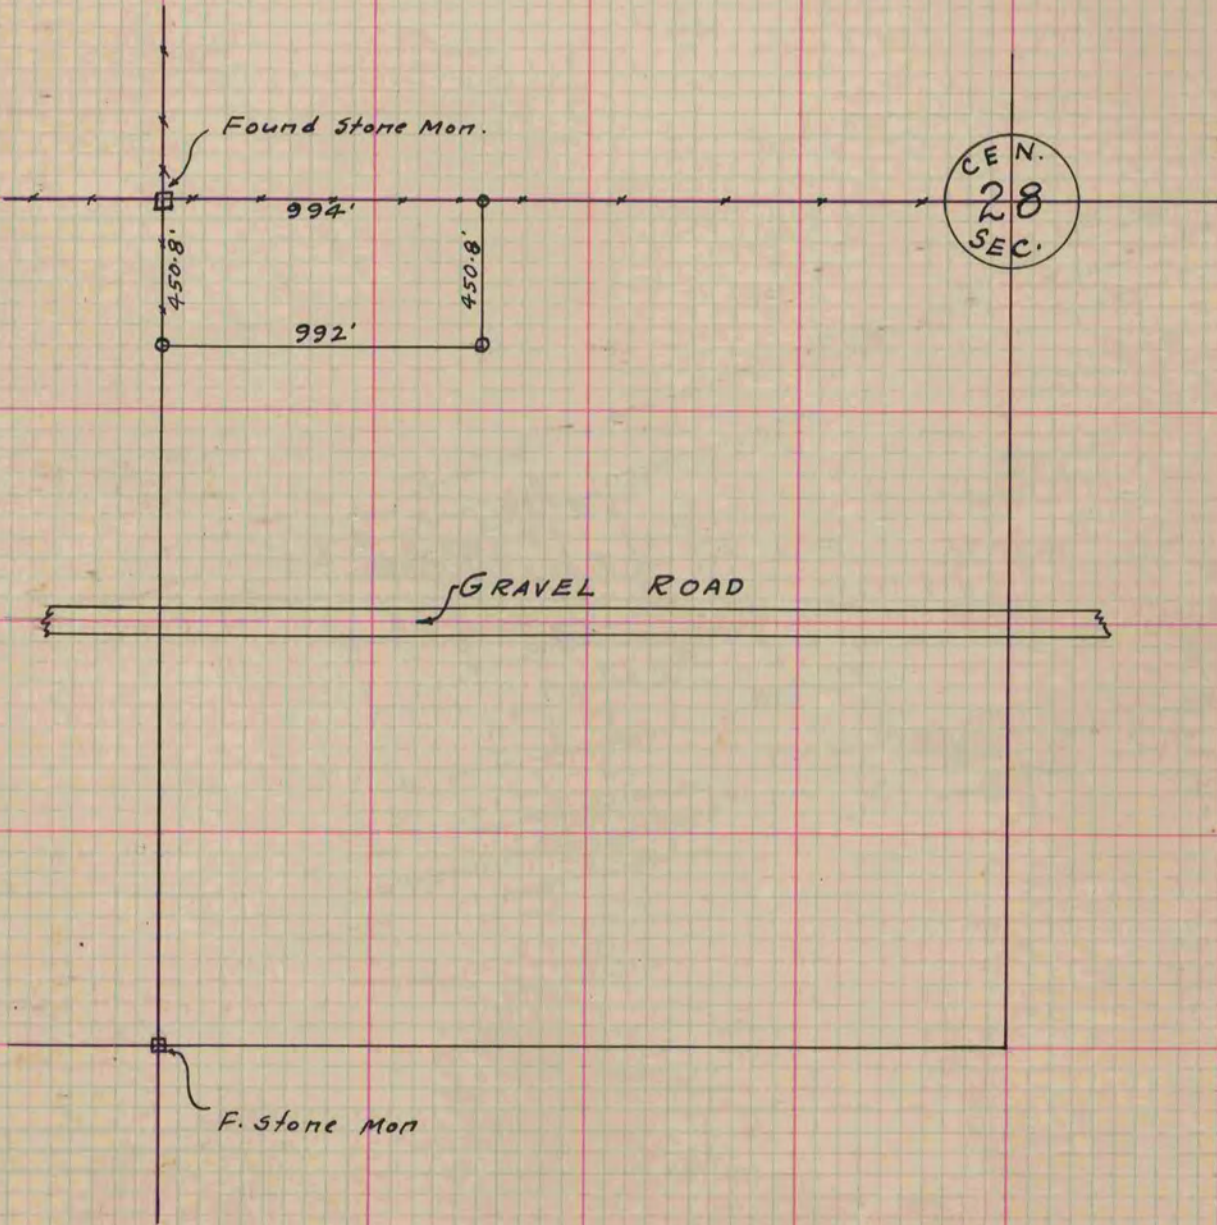 Found Stone Mon.
CEN.
28
SEC.
994'
450.8'
450.8'
992'
GRAVEL ROAD
F. Stone Mon